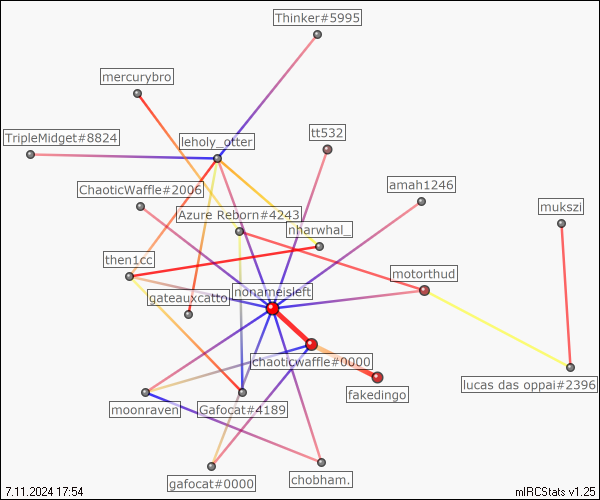 Thinker#5995
mercurybro
tt532
TripleMidget#8824
leholy_otter
ChaoticWaffle#2006
amah1246
mukszi
Azure Reborn#4243
nharwhal_
then1cc
motorthud
gateauxcatto
nonameisleft
chaoticwaffle#0000
lucas das oppai#2396
fakedingo
moonraven
Gafocat#4189
gafocat#0000
chobham.
7.11.2024 17:54
mIRCStats v1.25